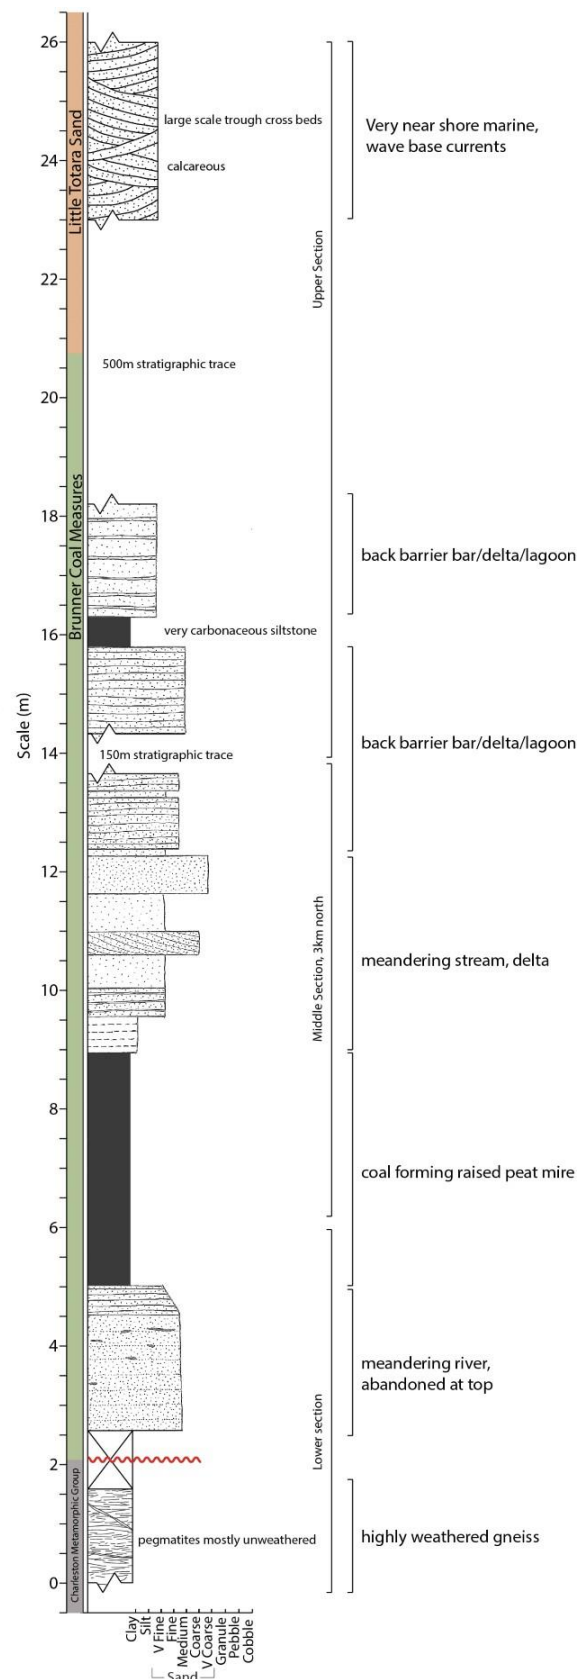 26
large scale trough cross beds
Very near shore marine,
wave base currents
24
calcareous
Little Totara Sand
Upper Section
22
500m stratigraphic trace
20
18
Brunner Coal Measures
back barrier bar/delta/lagoon
16
very carbonaceous siltstone
Scale (m)
back barrier bar/delta/lagoon
14
150m stratigraphic trace
12
Middle Section, 3km north
meandering stream, delta
10
8
coal forming raised peat mire
6
4
meandering river,
abandoned at top
Lower section
2
Charleston Metamorphic Group
pegmatites mostly unweathered
highly weathered gneiss
0
Clay
Silt
V Fine
Fine
Medium
Coarse
V Coarse
Granule
Pebble
Cobble
Sand